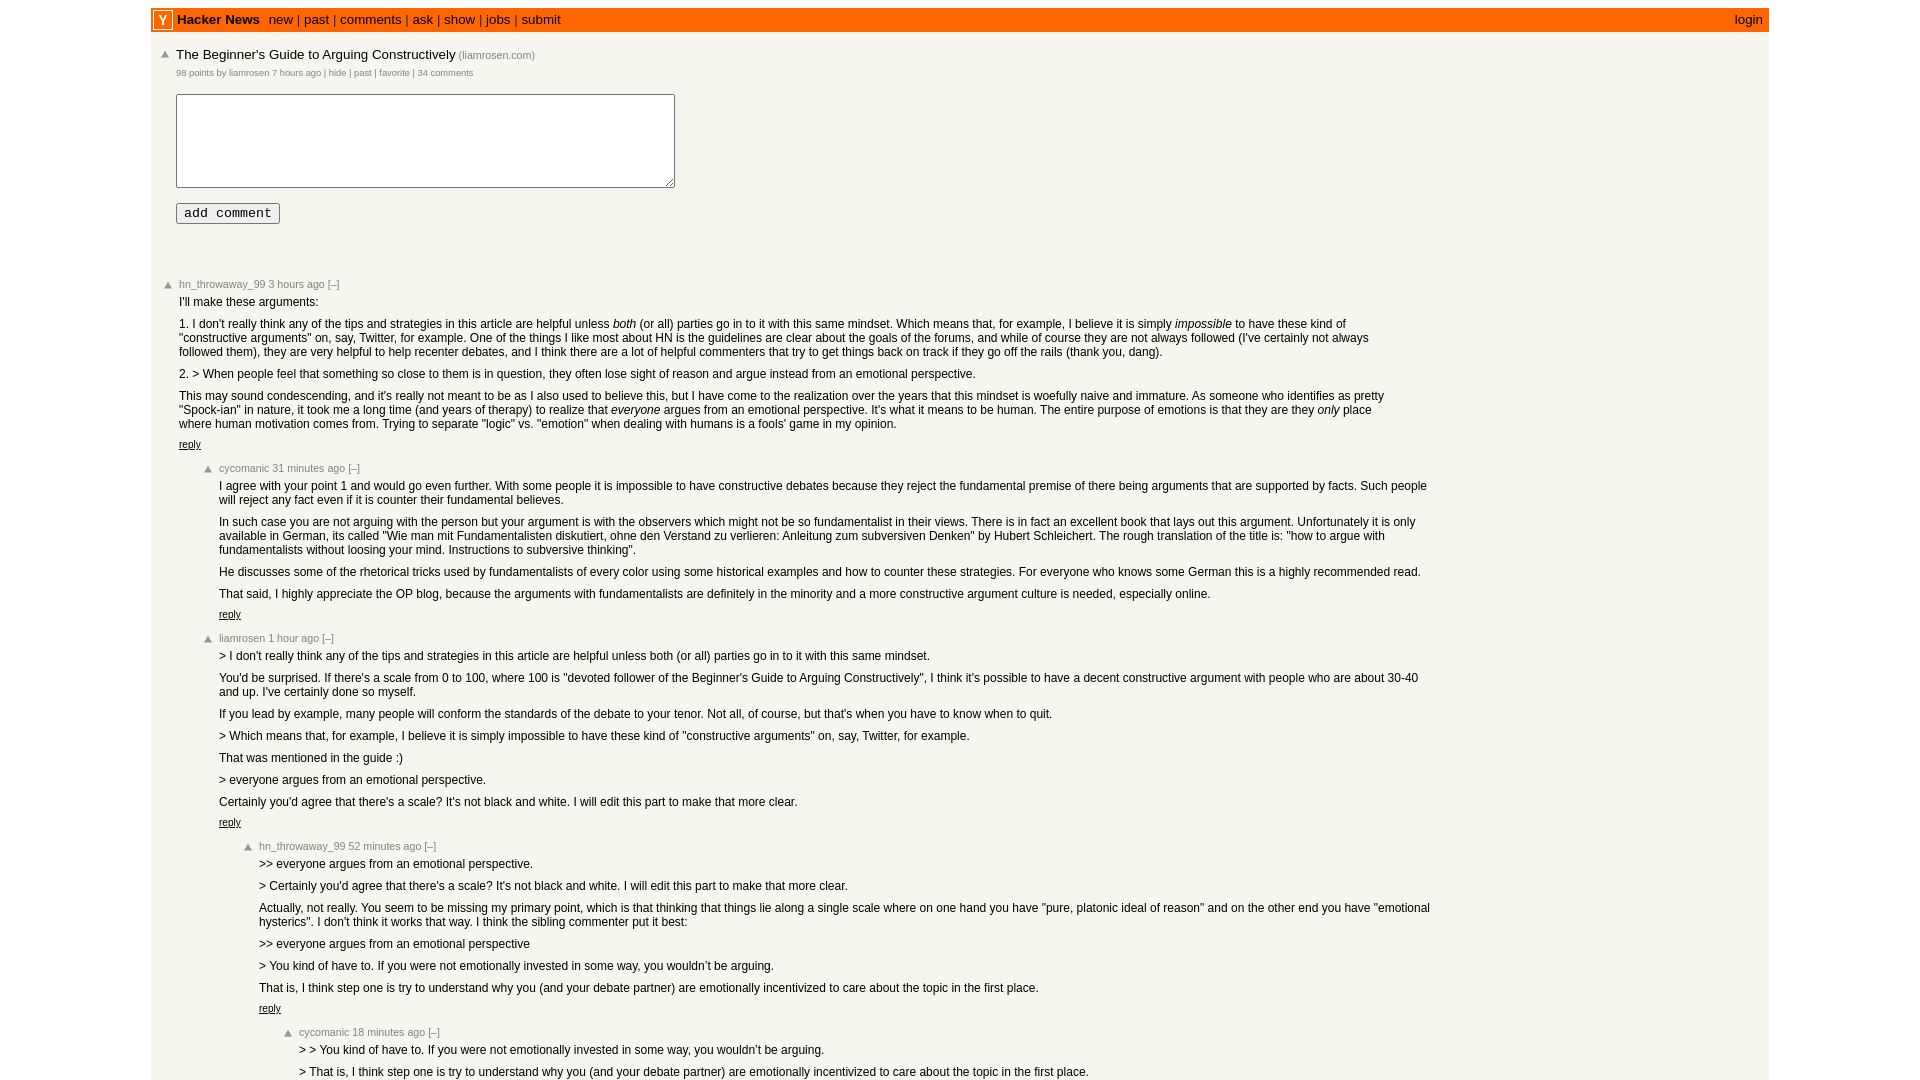 Y Hacker News new | past | comments | ask | show | jobs | submit login
The Beginner's Guide to Arguing Constructively (liamrosen.com)
98 points by liamrosen 7 hours ago | hide | past | favorite | 34 comments
add comment
hn_throwaway_99 3 hours ago [–]
I'll make these arguments:
1. I don't really think any of the tips and strategies in this article are helpful unless both (or all) parties go in to it with this same mindset. Which means that, for example, I believe it is simply impossible to have these kind of
"constructive arguments" on, say, Twitter, for example. One of the things I like most about HN is the guidelines are clear about the goals of the forums, and while of course they are not always followed (I've certainly not always
followed them), they are very helpful to help recenter debates, and I think there are a lot of helpful commenters that try to get things back on track if they go off the rails (thank you, dang).
2. > When people feel that something so close to them is in question, they often lose sight of reason and argue instead from an emotional perspective.
This may sound condescending, and it's really not meant to be as I also used to believe this, but I have come to the realization over the years that this mindset is woefully naive and immature. As someone who identifies as pretty
"Spock-ian" in nature, it took me a long time (and years of therapy) to realize that everyone argues from an emotional perspective. It's what it means to be human. The entire purpose of emotions is that they are they only place
where human motivation comes from. Trying to separate "logic" vs. "emotion" when dealing with humans is a fools' game in my opinion.
reply
cycomanic 31 minutes ago [–]
I agree with your point 1 and would go even further. With some people it is impossible to have constructive debates because they reject the fundamental premise of there being arguments that are supported by facts. Such people
will reject any fact even if it is counter their fundamental believes.
In such case you are not arguing with the person but your argument is with the observers which might not be so fundamentalist in their views. There is in fact an excellent book that lays out this argument. Unfortunately it is only
available in German, its called "Wie man mit Fundamentalisten diskutiert, ohne den Verstand zu verlieren: Anleitung zum subversiven Denken" by Hubert Schleichert. The rough translation of the title is: "how to argue with
fundamentalists without loosing your mind. Instructions to subversive thinking".
He discusses some of the rhetorical tricks used by fundamentalists of every color using some historical examples and how to counter these strategies. For everyone who knows some German this is a highly recommended read.
That said, I highly appreciate the OP blog, because the arguments with fundamentalists are definitely in the minority and a more constructive argument culture is needed, especially online.
reply
liamrosen 1 hour ago [–]
> I don't really think any of the tips and strategies in this article are helpful unless both (or all) parties go in to it with this same mindset.
You'd be surprised. If there's a scale from 0 to 100, where 100 is "devoted follower of the Beginner's Guide to Arguing Constructively", I think it's possible to have a decent constructive argument with people who are about 30-40
and up. I've certainly done so myself.
If you lead by example, many people will conform the standards of the debate to your tenor. Not all, of course, but that's when you have to know when to quit.
> Which means that, for example, I believe it is simply impossible to have these kind of "constructive arguments" on, say, Twitter, for example.
That was mentioned in the guide :)
> everyone argues from an emotional perspective.
Certainly you'd agree that there's a scale? It's not black and white. I will edit this part to make that more clear.
reply
hn_throwaway_99 52 minutes ago [–]
>> everyone argues from an emotional perspective.
> Certainly you'd agree that there's a scale? It's not black and white. I will edit this part to make that more clear.
Actually, not really. You seem to be missing my primary point, which is that thinking that things lie along a single scale where on one hand you have "pure, platonic ideal of reason" and on the other end you have "emotional
hysterics". I don't think it works that way. I think the sibling commenter put it best:
>> everyone argues from an emotional perspective
> You kind of have to. If you were not emotionally invested in some way, you wouldn’t be arguing.
That is, I think step one is try to understand why you (and your debate partner) are emotionally incentivized to care about the topic in the first place.
reply
cycomanic 18 minutes ago [–]
> > You kind of have to. If you were not emotionally invested in some way, you wouldn’t be arguing.
> That is, I think step one is try to understand why you (and your debate partner) are emotionally incentivized to care about the topic in the first place.